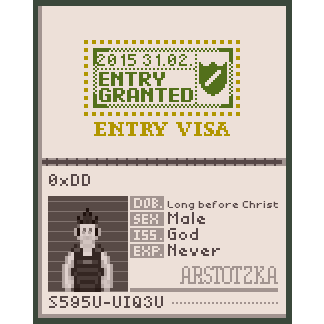 2015 31.02.
ENTRY
GRANTED
ENTRY VISA
0xDD
DOB. Long before Christ
SEX Male
ISS. God
EXP. Never
ARSTOTZKA
S595U-UIQ3U